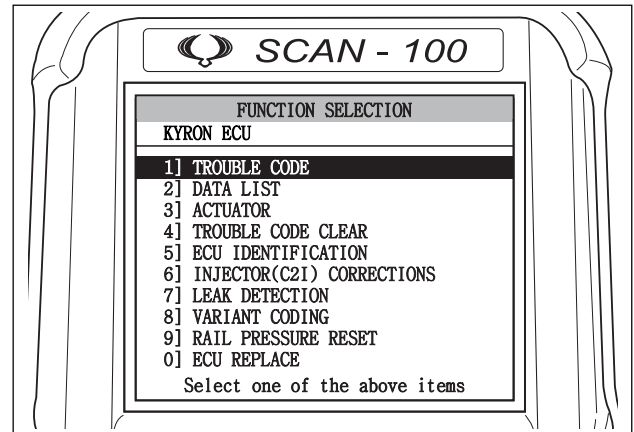 SCAN - 100
FUNCTION SELECTION
KYRON ECU
1] TROUBLE CODE
2] DATA LIST
3] ACTUATOR
4] TROUBLE CODE CLEAR
5] ECU IDENTIFICATION
6] INJECTOR(C2I) CORRECTIONS
7] LEAK DETECTION
8] VARIANT CODING
9] RAIL PRESSURE RESET
0] ECU REPLACE
Select one of the above items